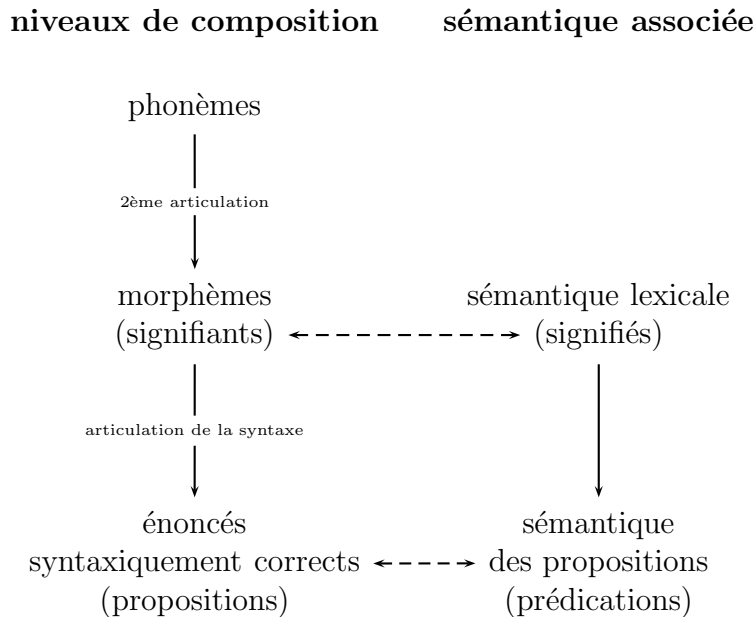 niveaux de composition sémantique associée
phonèmes
2ème articulation
morphèmes sémantique lexicale
(signifiants) (signifiés)
articulation de la syntaxe
énoncés sémantique
syntaxiquement corrects des propositions
(propositions) (prédications)